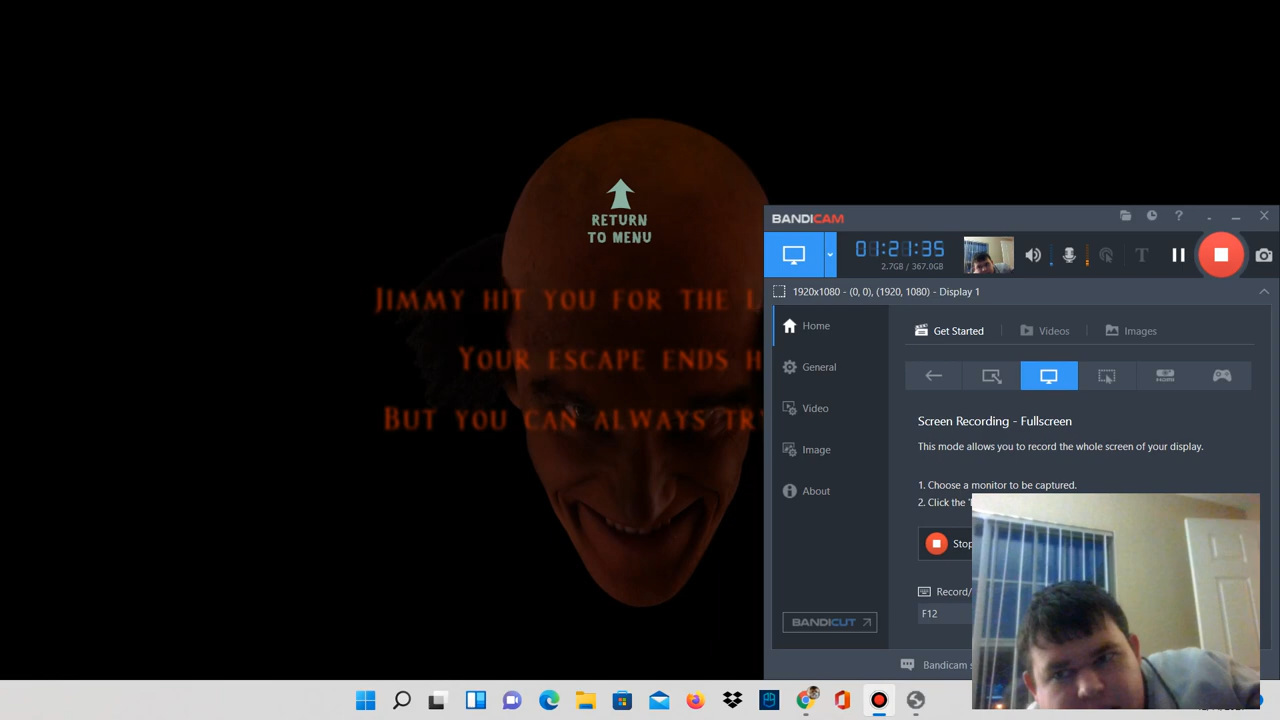 RETURN
TO MENU
JIMMY HIT YOU FOR THE
YOUR ESCAPE ENDS
BUT YOU CAN ALWAYS TRY
BANDICAM
01:21:35
2.7GB / 367.0GB
T
1920x1080 - (0, 0), (1920, 1080) - Display 1
Home
General
Video
Image
About
BANDICUT
Get Started
Videos
Images
HDMI
Screen Recording - Fullscreen
This mode allows you to record the whole screen of your display.
1. Choose a monitor to be captured.
2. Click the
Stop
Record/
F12
Bandicam